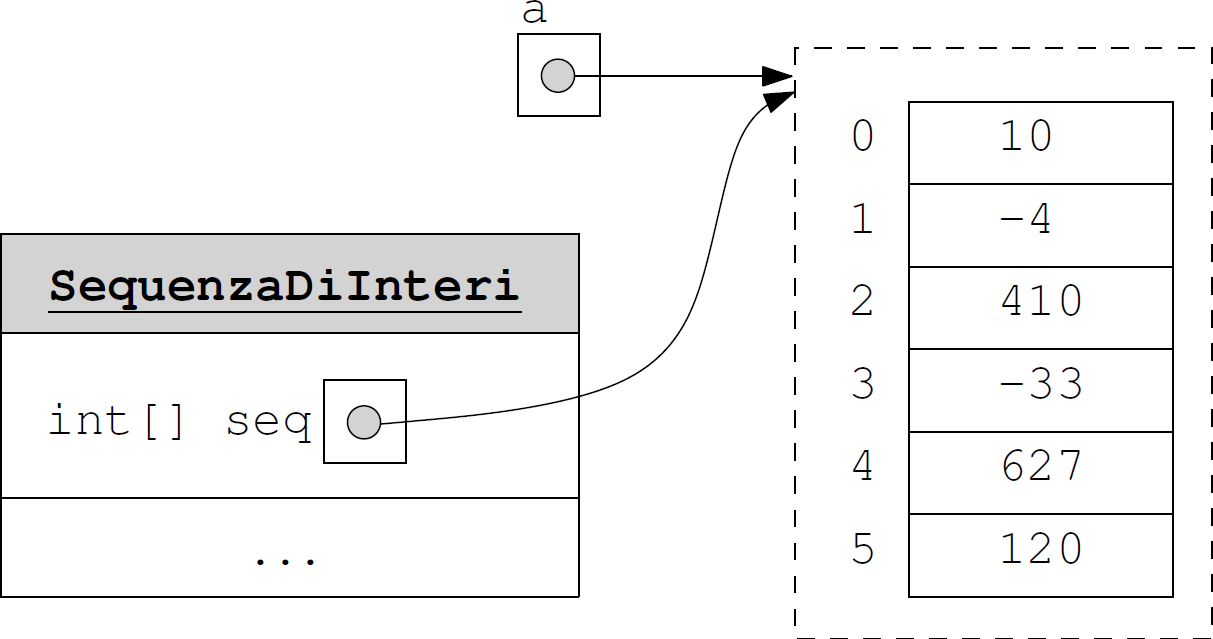 a
0 10
1 -4
2 410
3 -33
4 627
5 120
SequenzaDiInteri
int[] seq
...